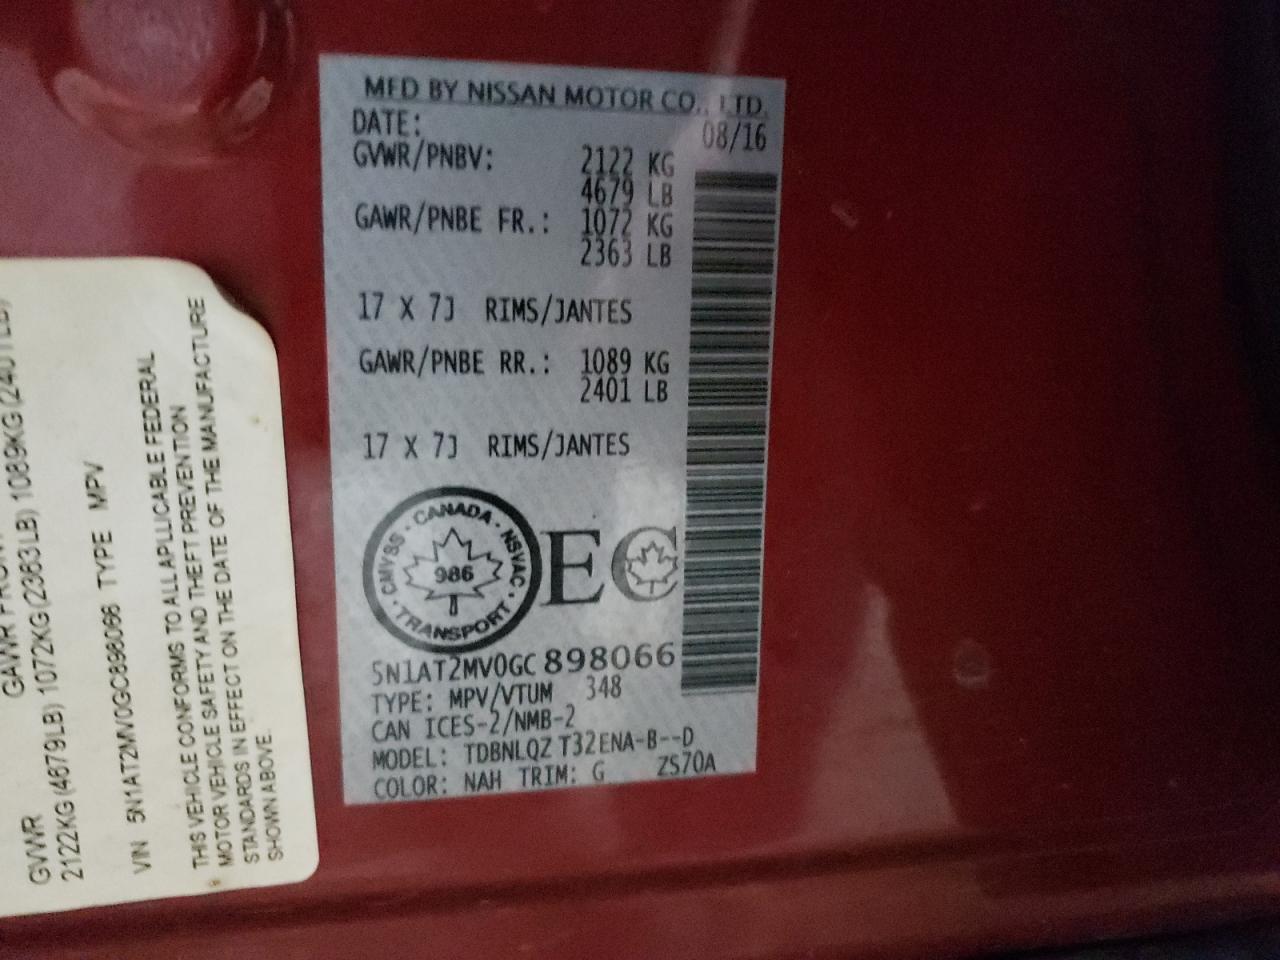 MFD BY NISSAN MOTOR CO., LTD.
DATE: 08/16
GVWR/PNBV: 2122 KG
4679 LB
GAWR/PNBE FR.: 1072 KG
2363 LB
17 X 7J RIMS/JANTES
GAWR/PNBE RR.: 1089 KG
2401 LB
17 X 7J RIMS/JANTES
CANADA · NSVAC · TRANSPORT · CMVSS
986
EC
5N1AT2MV0GC898066
TYPE: MPV/VTUM 348
CAN ICES-2/NMB-2
MODEL: TDBNLQZ T32ENA-B--D
COLOR: NAH TRIM: G ZS70A
GVWR GAWR
2122KG(4679LB) 1072KG(2363LB) 1089KG(2401LB)
VIN 5N1AT2MV0GC898066 TYPE MPV
THIS VEHICLE CONFORMS TO ALL APLLICABLE FEDERAL
MOTOR VEHICLE SAFETY AND THEFT PREVENTION
STANDARDS IN EFFECT ON THE DATE OF THE MANUFACTURE
SHOWN ABOVE.